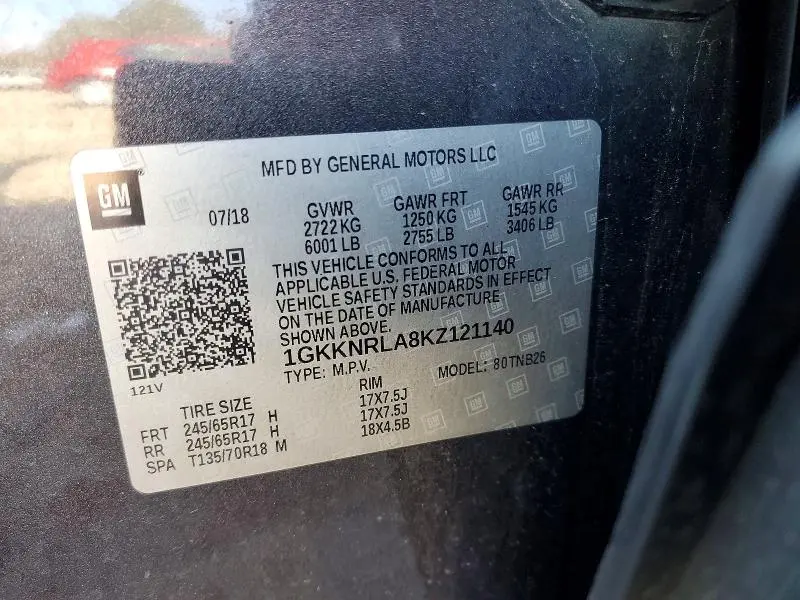 MFD BY GENERAL MOTORS LLC
GM
07/18
GVWR GAWR FRT GAWR RR
2722 KG 1250 KG 1545 KG
6001 LB 2755 LB 3406 LB
THIS VEHICLE CONFORMS TO ALL
APPLICABLE U.S. FEDERAL MOTOR
VEHICLE SAFETY STANDARDS IN EFFECT
ON THE DATE OF MANUFACTURE
SHOWN ABOVE.
1GKKNRLA8KZ121140
TYPE: M.P.V. MODEL: 80TNB26
121V
TIRE SIZE RIM
FRT 245/65R17 H 17X7.5J
RR 245/65R17 H 17X7.5J
SPA T135/70R18 M 18X4.5B